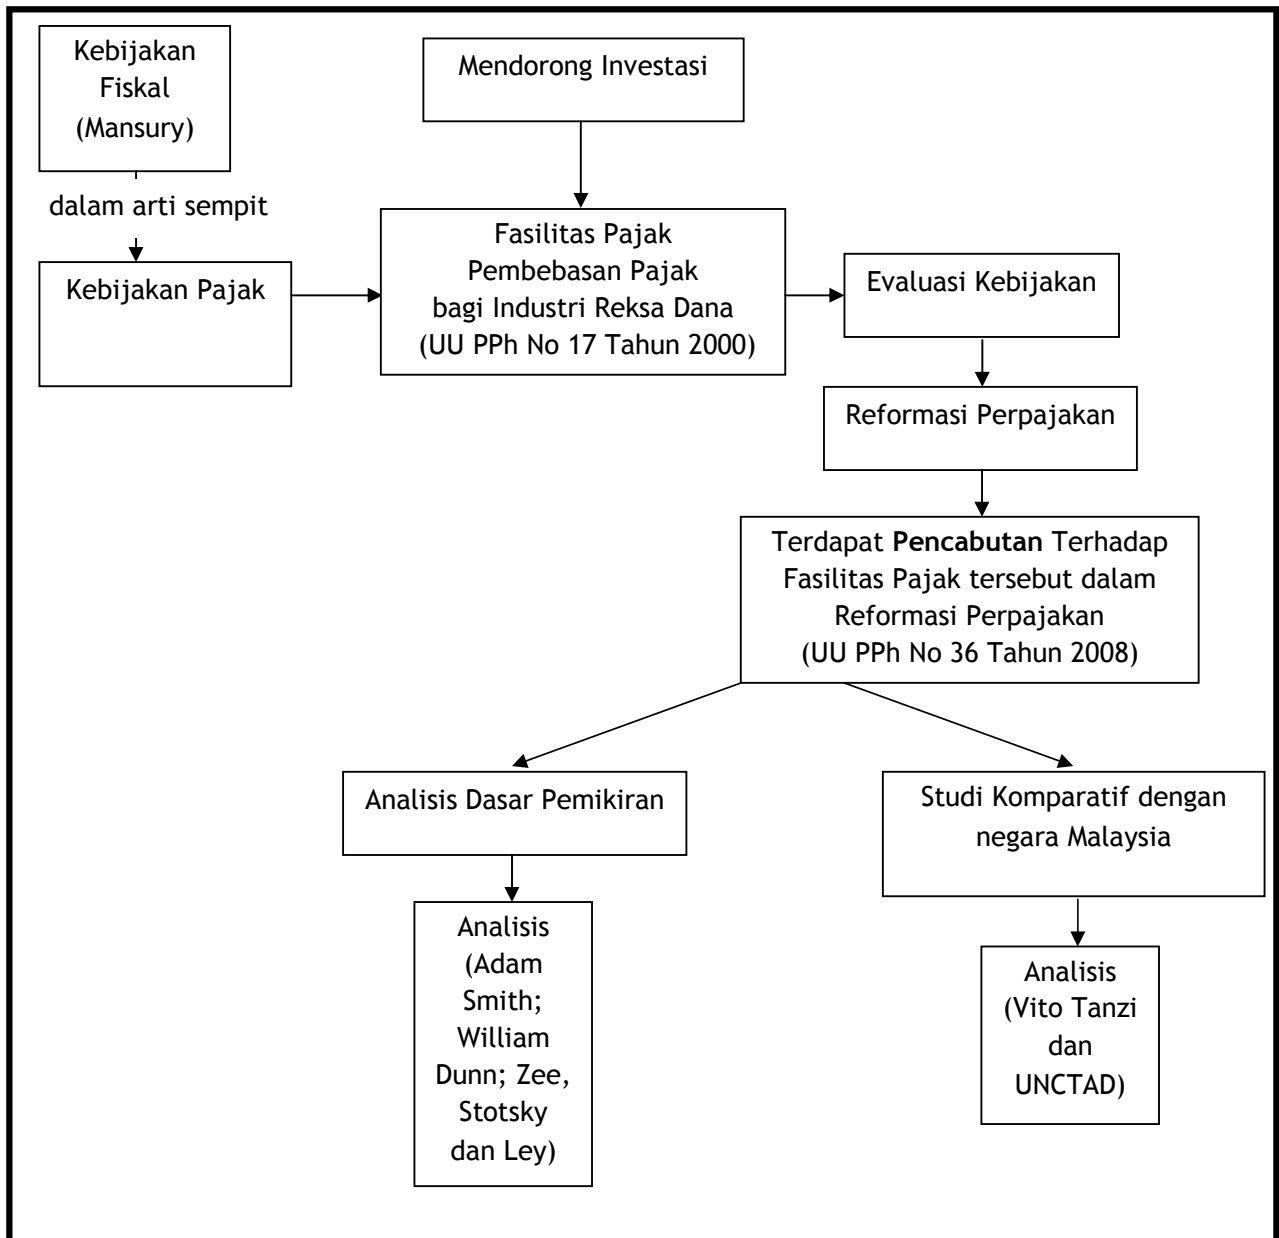 Kebijakan
Fiskal
(Mansury)
Mendorong Investasi
dalam arti sempit
Kebijakan Pajak
Fasilitas Pajak
Pembebasan Pajak
bagi Industri Reksa Dana
(UU PPh No 17 Tahun 2000)
Evaluasi Kebijakan
Reformasi Perpajakan
Terdapat Pencabutan Terhadap
Fasilitas Pajak tersebut dalam
Reformasi Perpajakan
(UU PPh No 36 Tahun 2008)
Analisis Dasar Pemikiran
Studi Komparatif dengan
negara Malaysia
Analisis
(Adam
Smith;
William
Dunn; Zee,
Stotsky
dan Ley)
Analisis
(Vito Tanzi
dan
UNCTAD)